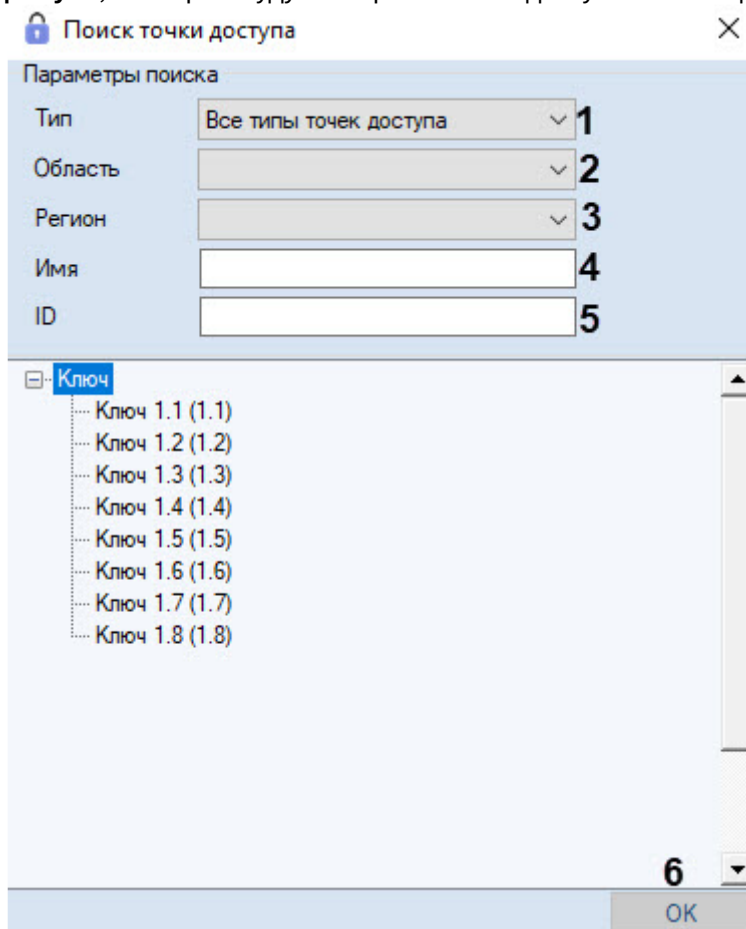 Поиск точки доступа
Параметры поиска
Тип Все типы точек доступа 1
Область 2
Регион 3
Имя 4
ID 5
Ключ
Ключ 1.1 (1.1)
Ключ 1.2 (1.2)
Ключ 1.3 (1.3)
Ключ 1.4 (1.4)
Ключ 1.5 (1.5)
Ключ 1.6 (1.6)
Ключ 1.7 (1.7)
Ключ 1.8 (1.8)
6
OK